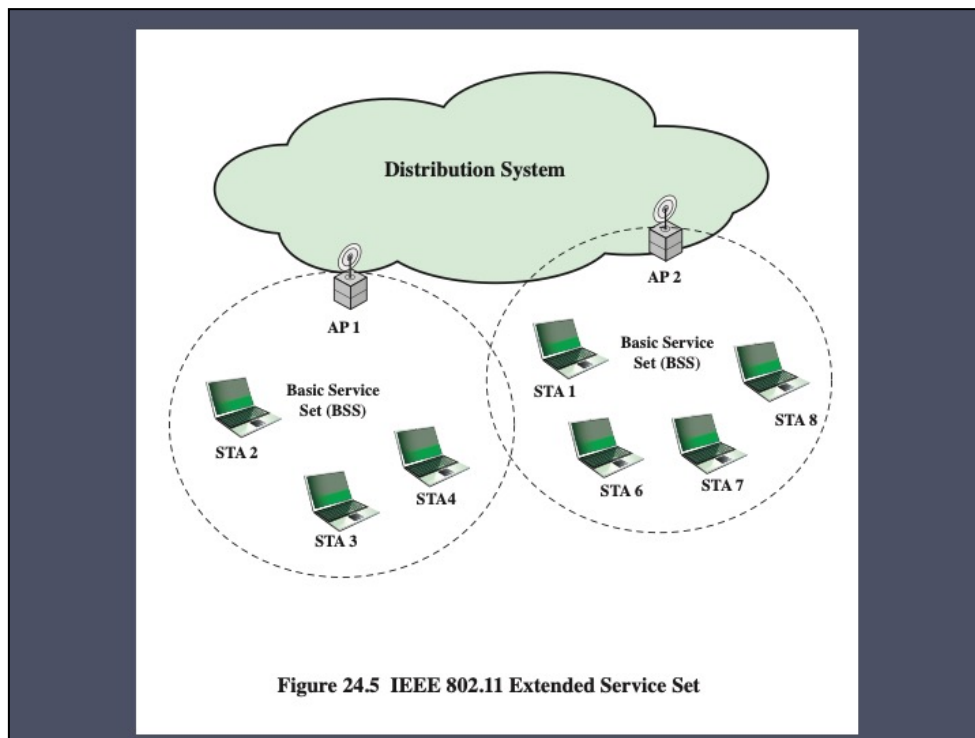 Distribution System
AP 2
AP 1
STA 1
Basic Service
Set (BSS)
STA 8
Basic Service
Set (BSS)
STA 2
STA4
STA 3
STA 6
STA 7
Figure 24.5 IEEE 802.11 Extended Service Set